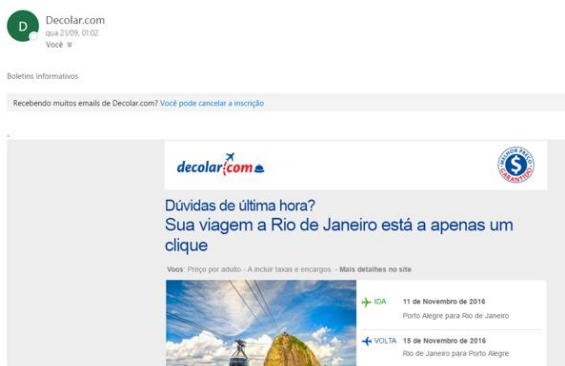 D
Decolar.com
qua 21/09, 01:02
Você
Boletins Informativos
Recebendo muitos emails de Decolar.com? Você pode cancelar a inscrição
decolar.com
MELHOR PREÇO
GARANTIDO
Dúvidas de última hora?
Sua viagem a Rio de Janeiro está a apenas um
clique
Voos: Preço por adulto - A incluir taxas e encargos. - Mais detalhes no site
IDA 11 de Novembro de 2016
Porto Alegre para Rio de Janeiro
VOLTA 15 de Novembro de 2016
Rio de Janeiro para Porto Alegre